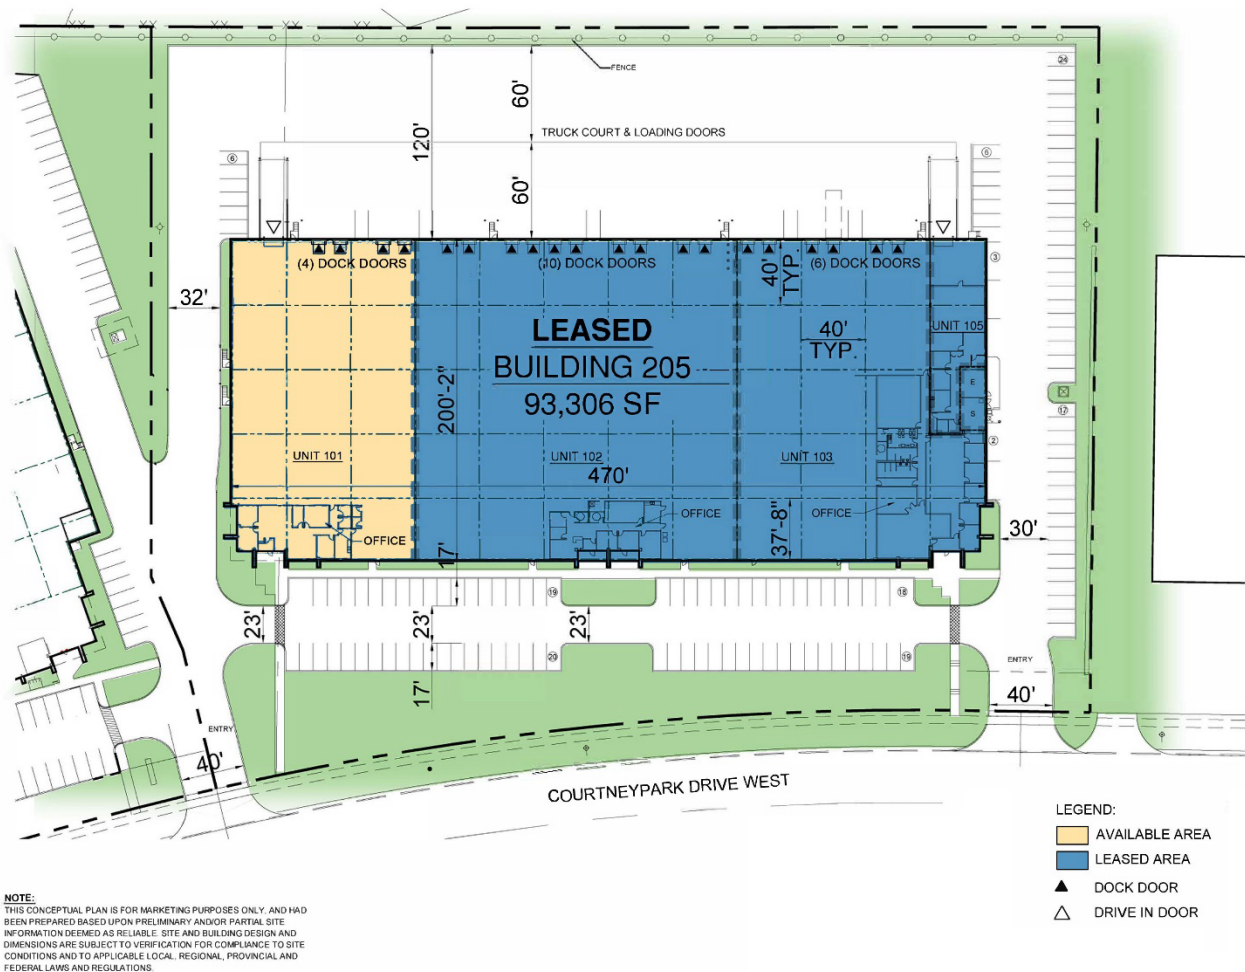 24
FENCE
60'
120'
TRUCK COURT & LOADING DOORS
6
6
60'
(4) DOCK DOORS
(10) DOCK DOORS
(6) DOCK DOORS
3
40'
TYP
32'
LEASED
BUILDING 205
93,306 SF
40'
TYP.
UNIT 105
200'-2"
E
S
17
2
UNIT 101
UNIT 102
UNIT 103
470'
OFFICE
OFFICE
OFFICE
37'-8"
30'
17'
19
18
23'
23'
23'
20
19
17'
ENTRY
40'
ENTRY
40'
COURTNEYPARK DRIVE WEST
LEGEND:
AVAILABLE AREA
LEASED AREA
DOCK DOOR
DRIVE IN DOOR
NOTE:
THIS CONCEPTUAL PLAN IS FOR MARKETING PURPOSES ONLY, AND HAD
BEEN PREPARED BASED UPON PRELIMINARY AND/OR PARTIAL SITE
INFORMATION DEEMED AS RELIABLE. SITE AND BUILDING DESIGN AND
DIMENSIONS ARE SUBJECT TO VERIFICATION FOR COMPLIANCE TO SITE
CONDITIONS AND TO APPLICABLE LOCAL, REGIONAL, PROVINCIAL AND
FEDERAL LAWS AND REGULATIONS.